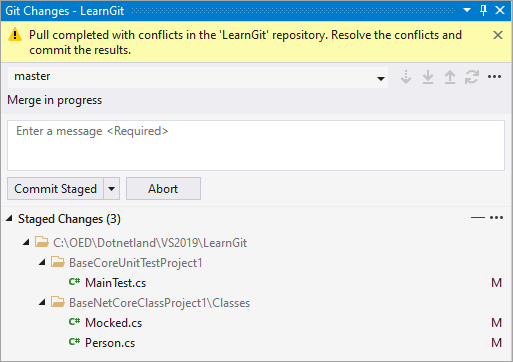 Git Changes - LearnGit
Pull completed with conflicts in the 'LearnGit' repository. Resolve the conflicts and
commit the results.
master
Merge in progress
Enter a message <Required>
Commit Staged
Abort
Staged Changes (3)
C:\OED\Dotnetland\VS2019\LearnGit
BaseCoreUnitTestProject1
C# MainTest.cs M
BaseNetCoreClassProject1\Classes
C# Mocked.cs M
C# Person.cs M